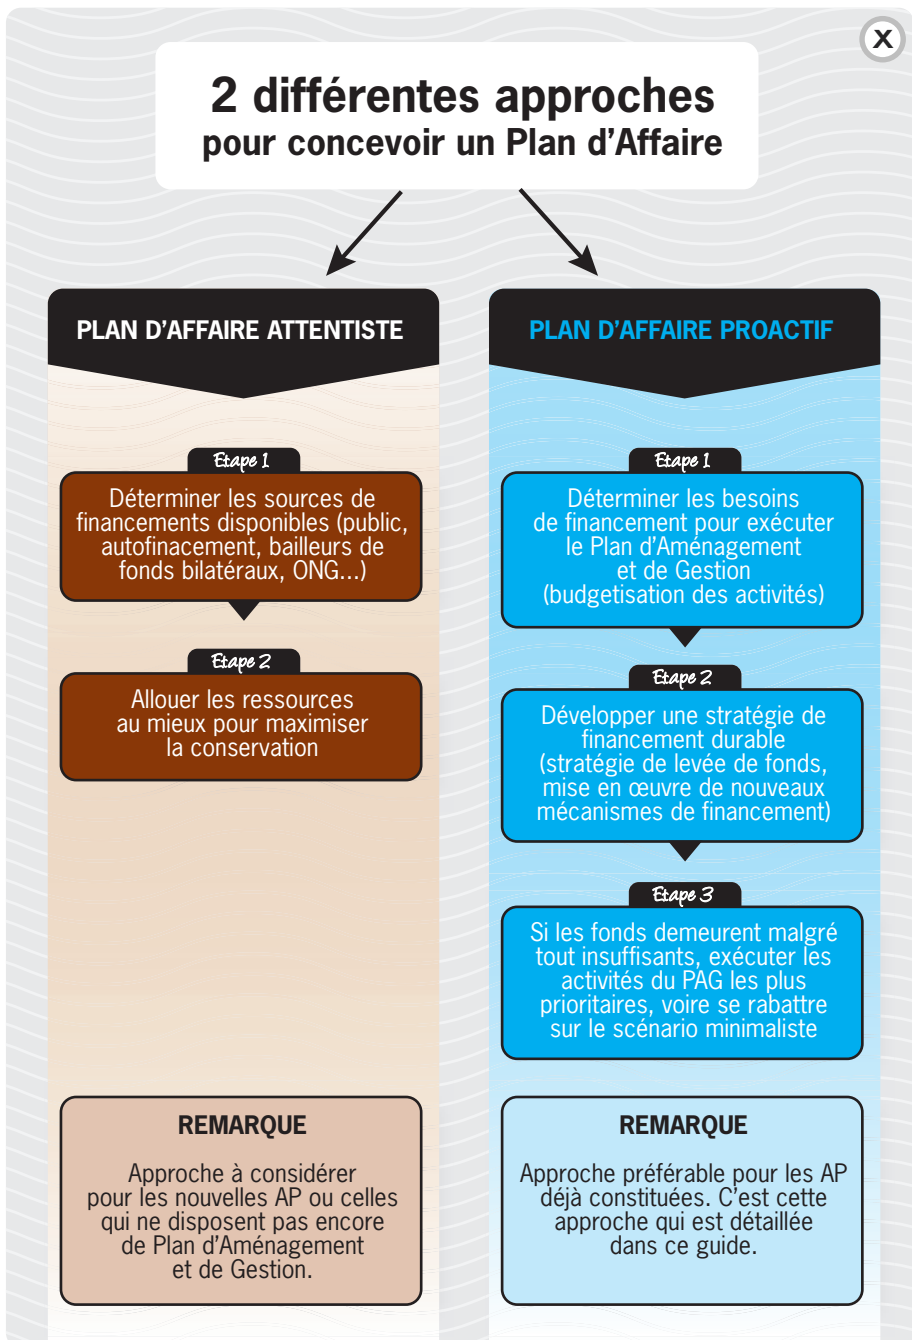 X
2 différentes approches
pour concevoir un Plan d’Affaire
PLAN D’AFFAIRE ATTENTISTE
Etape 1
Déterminer les sources de
financements disponibles (public,
autofinacement, bailleurs de
fonds bilatéraux, ONG...)
Etape 2
Allouer les ressources
au mieux pour maximiser
la conservation
REMARQUE
Approche à considérer
pour les nouvelles AP ou celles
qui ne disposent pas encore
de Plan d’Aménagement
et de Gestion.
PLAN D’AFFAIRE PROACTIF
Etape 1
Déterminer les besoins
de financement pour exécuter
le Plan d’Aménagement
et de Gestion
(budgetisation des activités)
Etape 2
Développer une stratégie de
financement durable
(stratégie de levée de fonds,
mise en œuvre de nouveaux
mécanismes de financement)
Etape 3
Si les fonds demeurent malgré
tout insuffisants, exécuter les
activités du PAG les plus
prioritaires, voire se rabattre
sur le scénario minimaliste
REMARQUE
Approche préférable pour les AP
déjà constituées. C’est cette
approche qui est détaillée
dans ce guide.